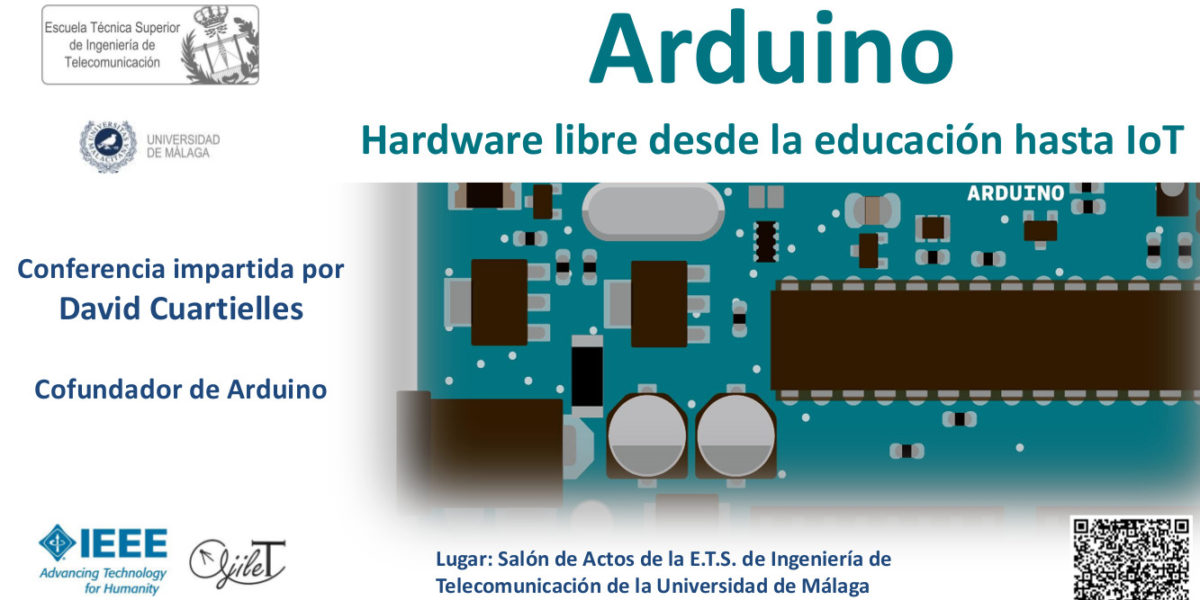 Escuela Técnica Superior
de Ingeniería de
Telecomunicación
Arduino
UNIVERSIDAD
DE MÁLAGA
Hardware libre desde la educación hasta IoT
ARDUINO
Conferencia impartida por
David Cuartielles
Cofundador de Arduino
IEEE
Advancing Technology
for Humanity
Lugar: Salón de Actos de la E.T.S. de Ingeniería de
Telecomunicación de la Universidad de Málaga